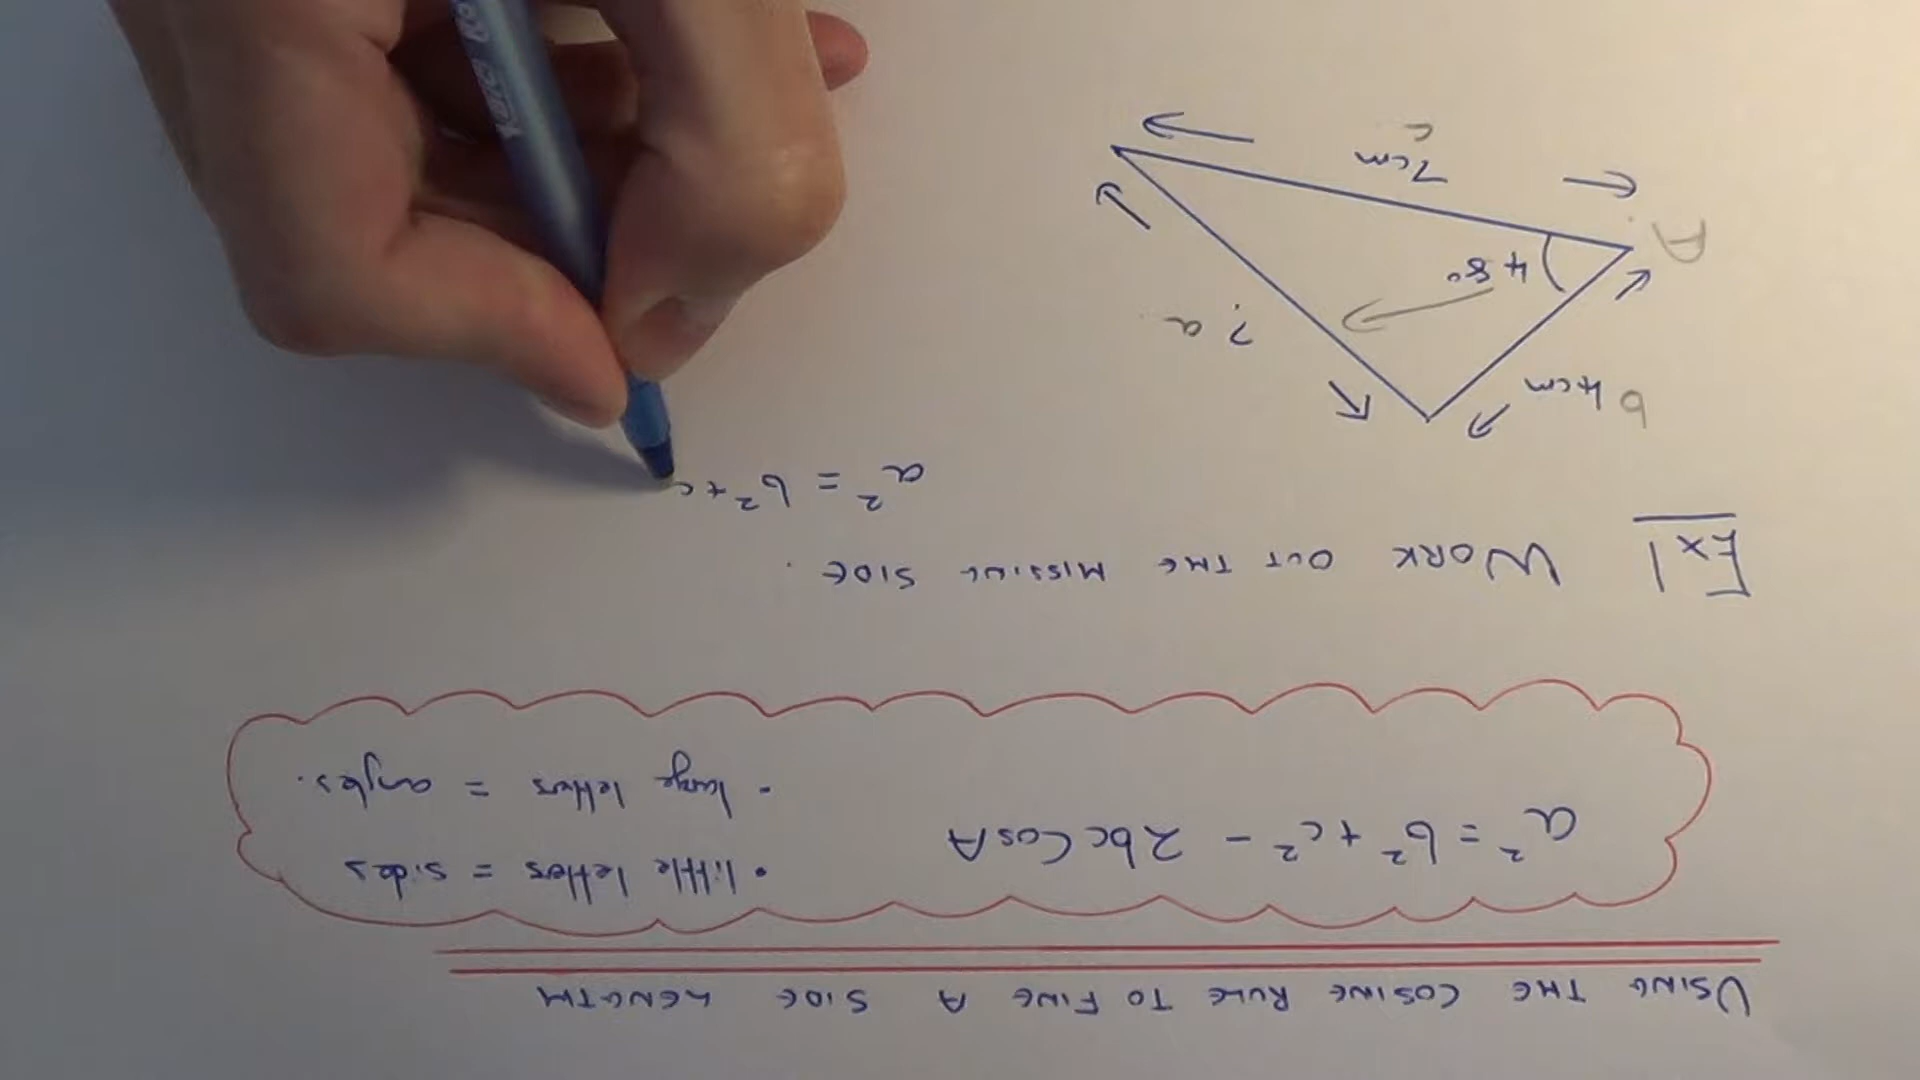 USING THE COSINE RULE TO FIND A SIDE LENGTH
a² = b² + c² - 2bc CosA
• little letters = sides
• large letters = angles.
Ex1 WORK OUT THE MISSING SIDE.
a² = b² + c
b 4cm
? a
48°
A
7cm
c